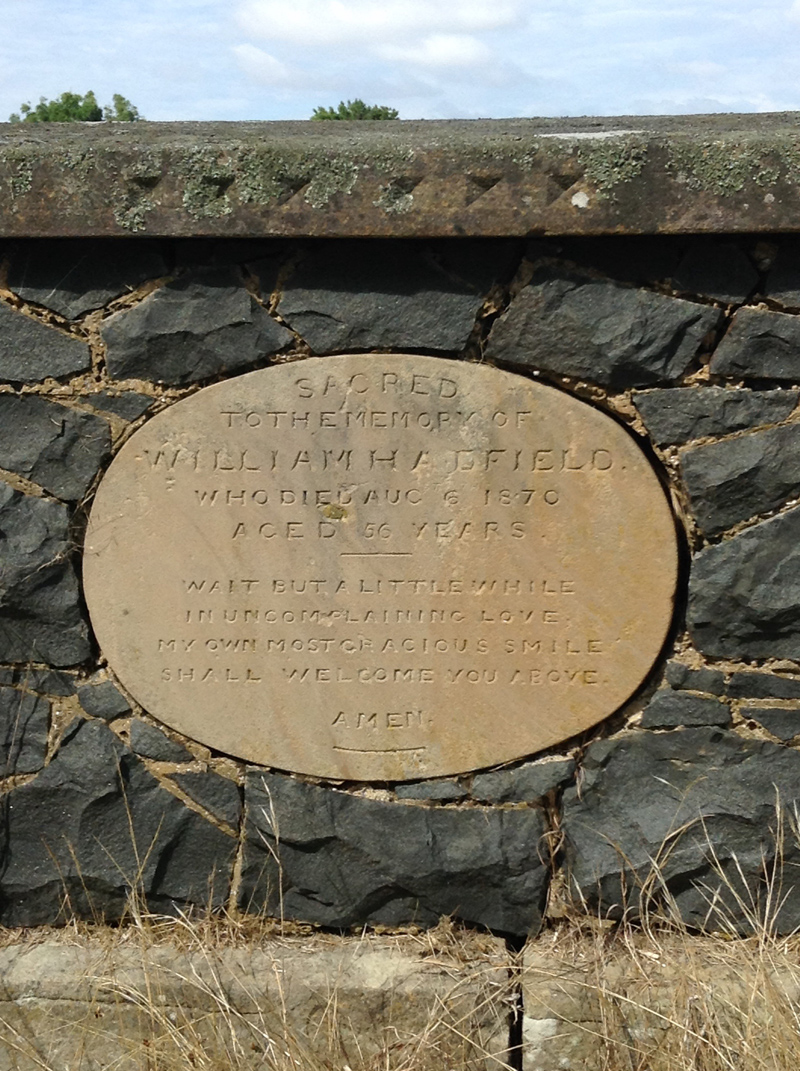 SACRED
TO THE MEMORY OF
WILLIAM HADFIELD.
WHO DIED AUG 6 1870
AGED 56 YEARS.
WAIT BUT A LITTLE WHILE
IN UNCOMPLAINING LOVE,
MY OWN MOST GRACIOUS SMILE
SHALL WELCOME YOU ABOVE.
AMEN.